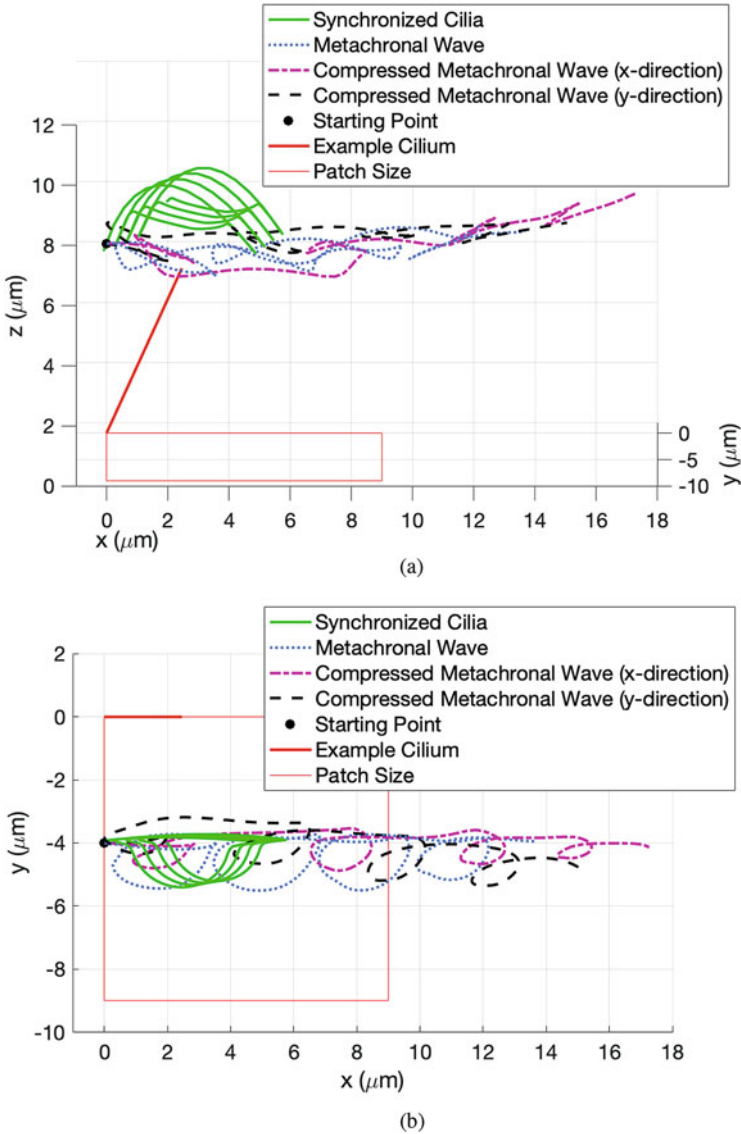 Synchronized Cilia
Metachronal Wave
Compressed Metachronal Wave (x-direction)
Compressed Metachronal Wave (y-direction)
Starting Point
Example Cilium
Patch Size
12
10
8
6
4
2
0
z (μm)
0
-5
-10
y (μm)
0 2 4 6 8 10 12 14 16 18
x (μm)
(a)
Synchronized Cilia
Metachronal Wave
Compressed Metachronal Wave (x-direction)
Compressed Metachronal Wave (y-direction)
Starting Point
Example Cilium
Patch Size
2
0
-2
-4
-6
-8
-10
y (μm)
0 2 4 6 8 10 12 14 16 18
x (μm)
(b)